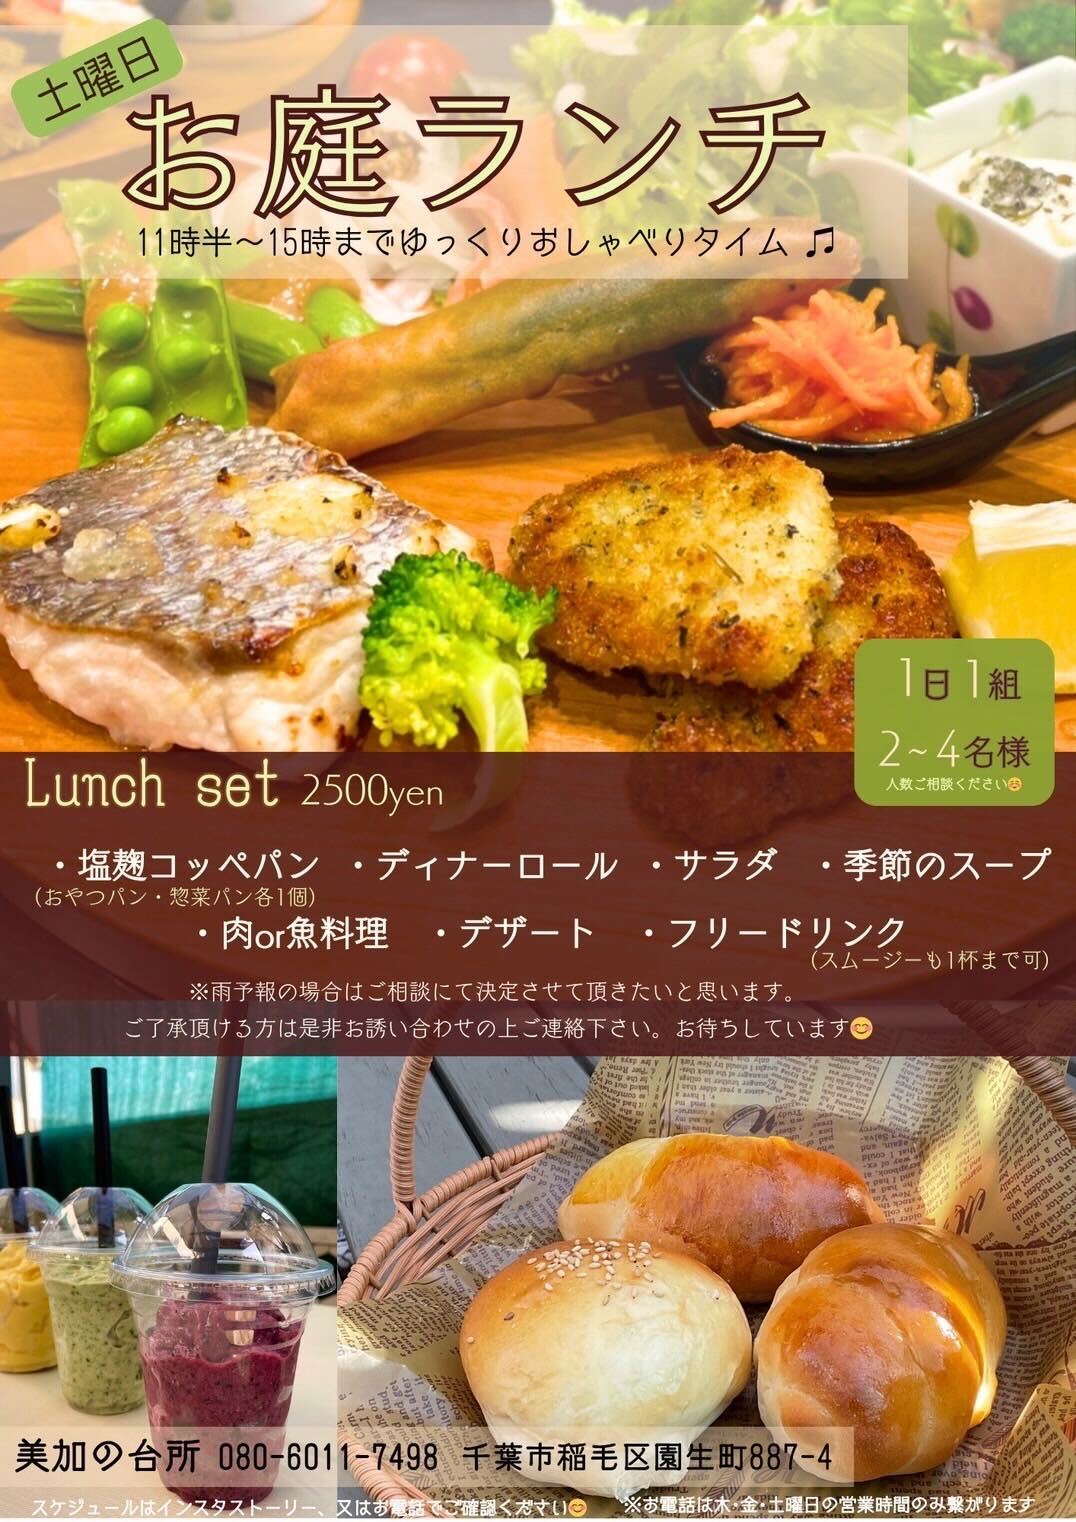 土曜日
お庭ランチ
11時半～15時までゆっくりおしゃべりタイム ♫
1日1組
2~4名様
人数ご相談ください☺️
Lunch set 2500yen
・塩麹コッペパン ・ディナーロール ・サラダ ・季節のスープ
(おやつパン・惣菜パン各1個)
・肉or魚料理 ・デザート ・フリードリンク
(スムージーも1杯まで可)
※雨予報の場合はご相談にて決定させて頂きたいと思います。
ご了承頂ける方は是非お誘い合わせの上ご連絡下さい。お待ちしています😊
美加の台所 080-6011-7498 千葉市稲毛区園生町887-4
スケジュールはインスタストーリー、又はお電話でご確認ください😊 ※お電話は木･金･土曜日の営業時間のみ繋がります